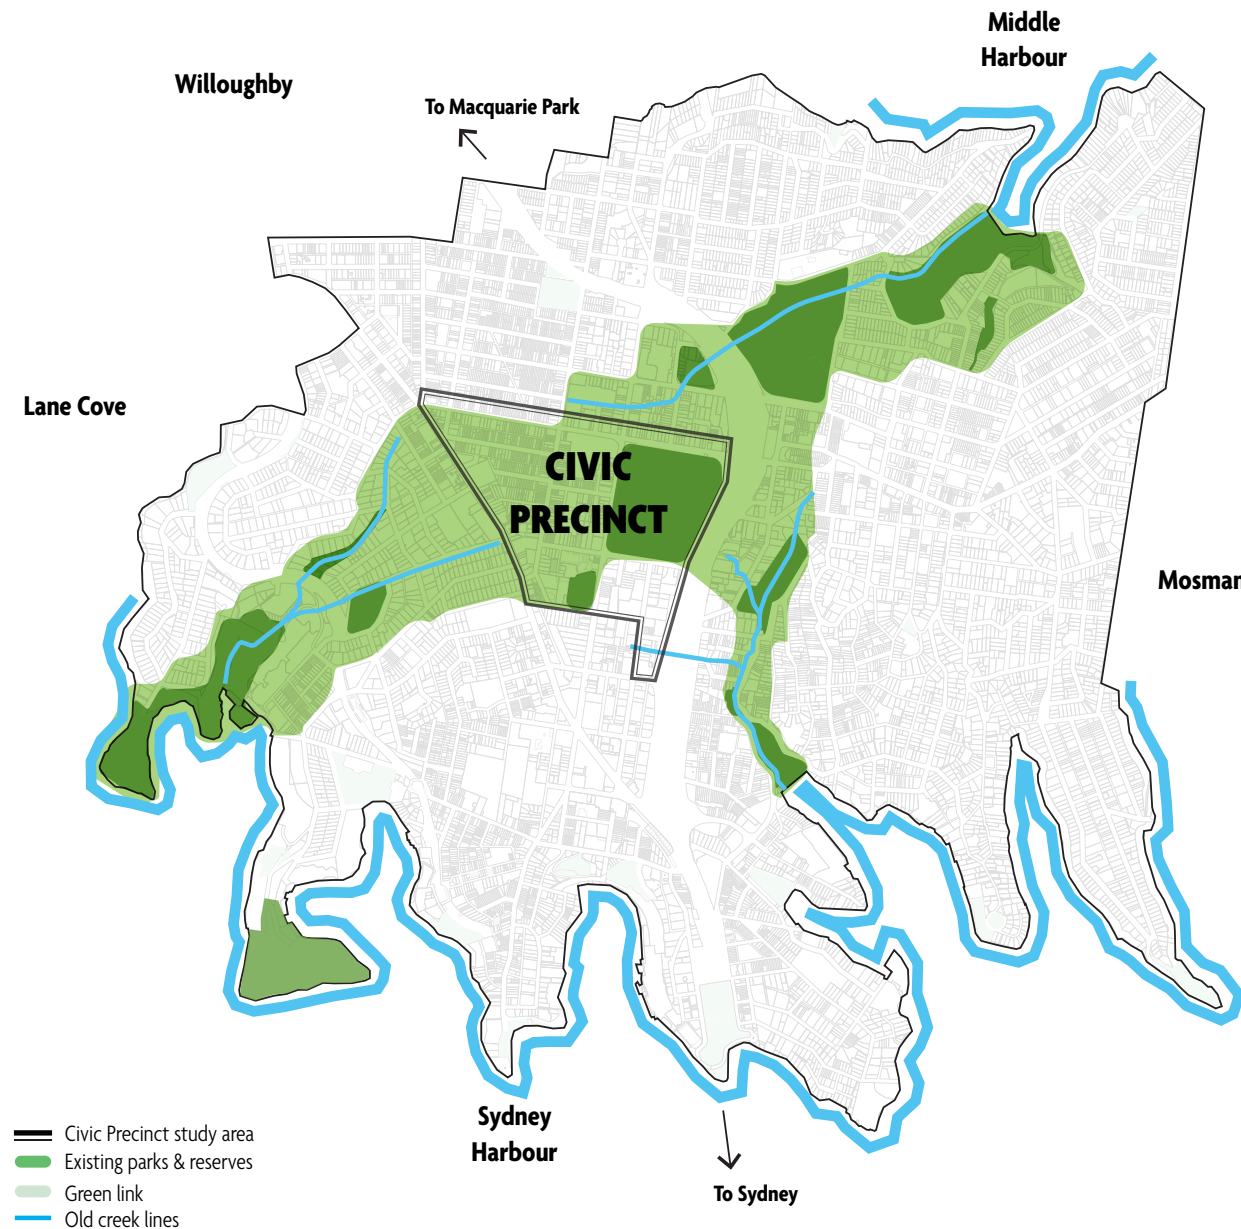 Middle
Harbour
Willoughby
To Macquarie Park
Lane Cove
CIVIC
PRECINCT
Mosman
Sydney
Harbour
To Sydney
Civic Precinct study area
Existing parks & reserves
Green link
Old creek lines